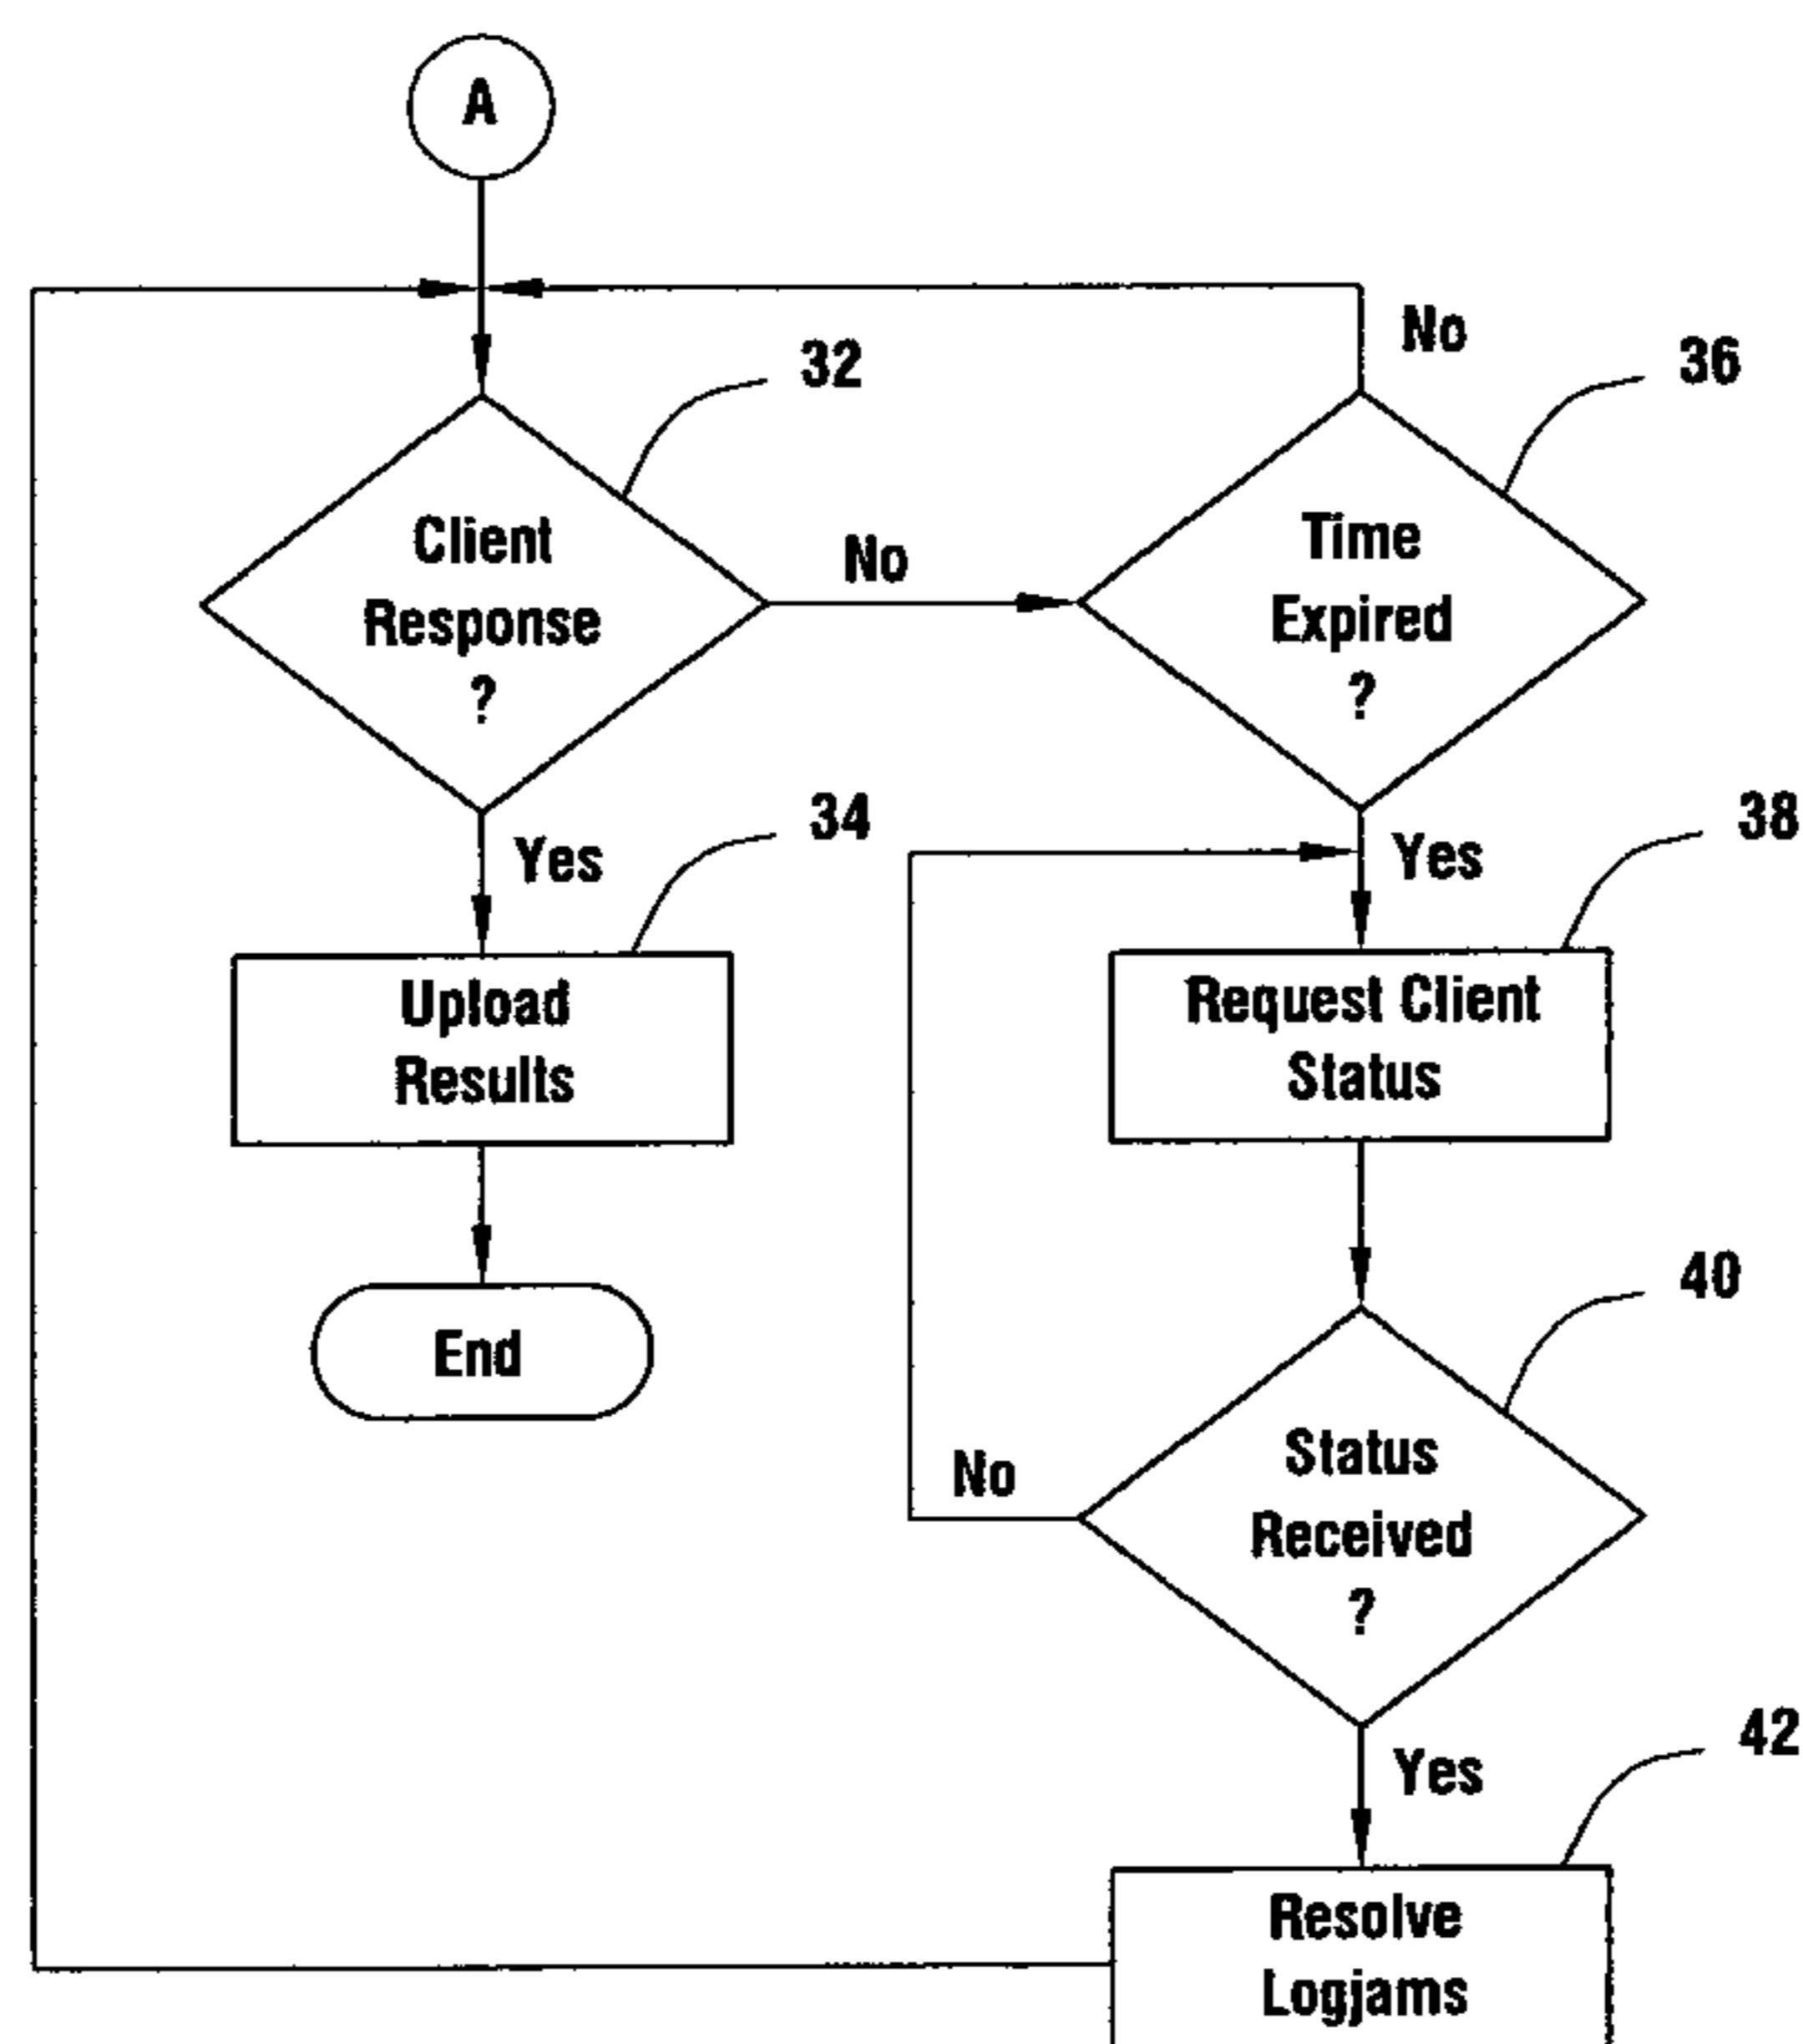 A
No
32
36
Client
Response
?
No
Time
Expired
?
Yes
34
Yes
38
Upload
Results
Request Client
Status
End
40
No
Status
Received
?
Yes
42
Resolve
Logjams